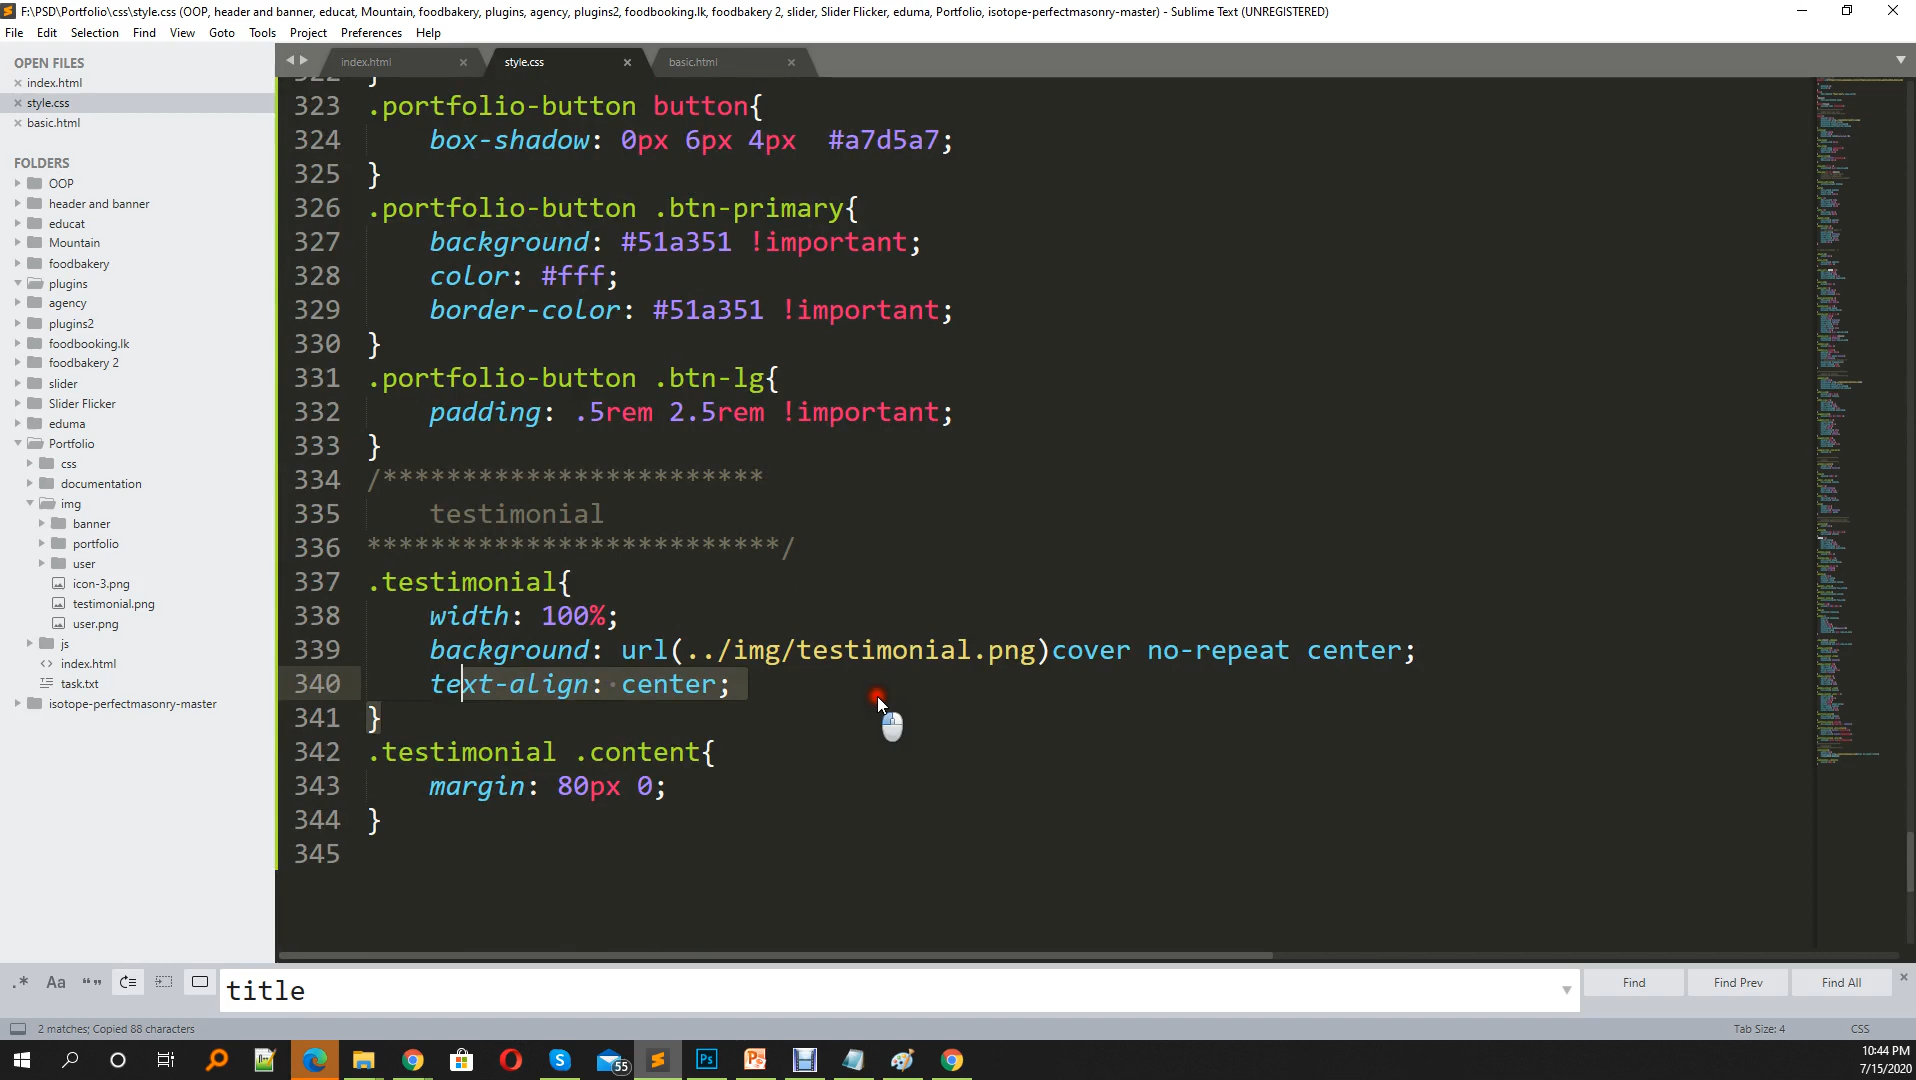 F:\PSD\Portfolio\css\style.css (OOP, header and banner, educat, Mountain, foodbakery, plugins, agency, plugins2, foodbooking.lk, foodbakery 2, slider, Slider Flicker, eduma, Portfolio, isotope-perfectmasonry-master) - Sublime Text (UNREGISTERED)
File Edit Selection Find View Goto Tools Project Preferences Help
OPEN FILES
index.html
style.css
basic.html
FOLDERS
OOP
header and banner
educat
Mountain
foodbakery
plugins
agency
plugins2
foodbooking.lk
foodbakery 2
slider
Slider Flicker
eduma
Portfolio
css
documentation
img
banner
portfolio
user
icon-3.png
testimonial.png
user.png
js
index.html
task.txt
isotope-perfectmasonry-master
index.html style.css basic.html
322 }
323 .portfolio-button button{
324 box-shadow: 0px 6px 4px #a7d5a7;
325 }
326 .portfolio-button .btn-primary{
327 background: #51a351 !important;
328 color: #fff;
329 border-color: #51a351 !important;
330 }
331 .portfolio-button .btn-lg{
332 padding: .5rem 2.5rem !important;
333 }
334 /************************
335 testimonial
336 **************************/
337 .testimonial{
338 width: 100%;
339 background: url(../img/testimonial.png)cover no-repeat center;
340 text-align: center;
341 }
342 .testimonial .content{
343 margin: 80px 0;
344 }
345
.* Aa “” title Find Find Prev Find All
2 matches; Copied 88 characters Tab Size: 4 CSS
55
10:44 PM
7/15/2020